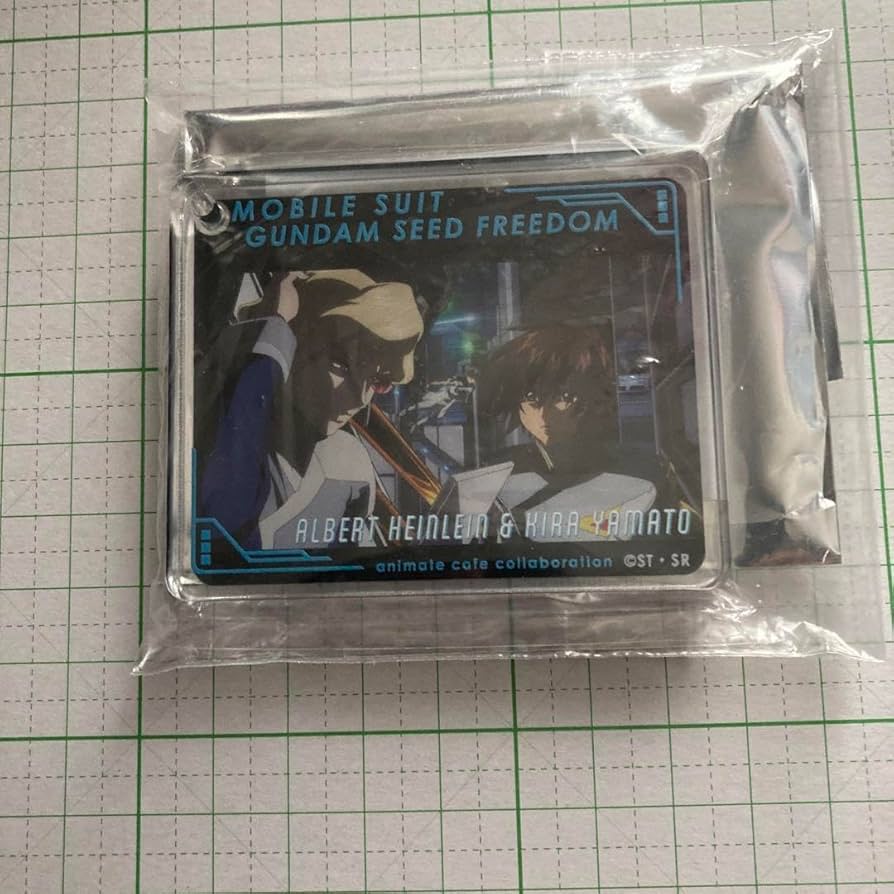 MOBILE SUIT
GUNDAM SEED FREEDOM
ALBERT HEINLEIN & KIRA YAMATO
animate cafe collaboration ©ST・SR